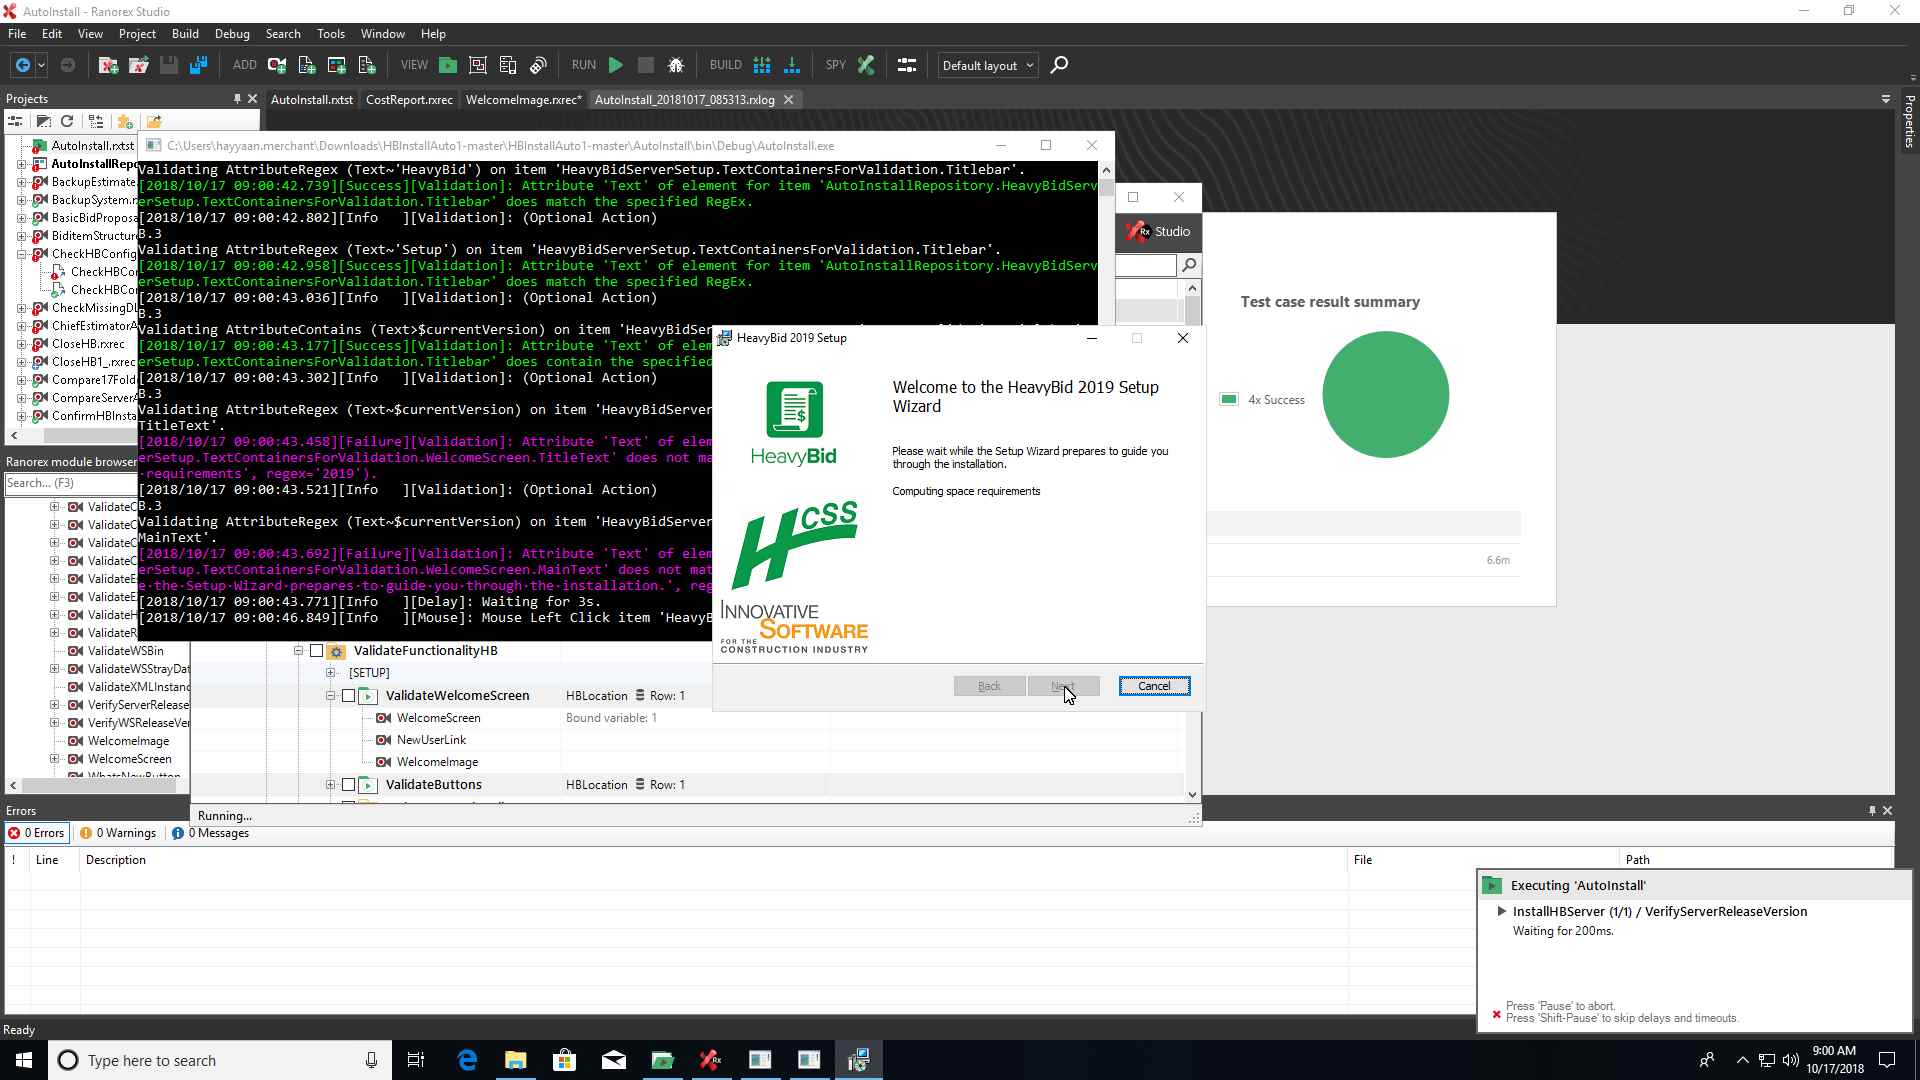 AutoInstall - Ranorex Studio
File Edit View Project Build Debug Search Tools Window Help
ADD VIEW RUN BUILD SPY Default layout
Projects
AutoInstall.rxtst CostReport.rxrec WelcomeImage.rxrec* AutoInstall_20181017_085313.rxlog
Properties
AutoInstall.rxtst
AutoInstallRepo
BackupEstimate.
BackupSystem.r
BasicBidProposa
BiditemStructure
CheckHBConfig
CheckHBCo
CheckHBCo
CheckMissingDL
ChiefEstimatorA
CloseHB.rxrec
CloseHB1_.rxrec
Compare17Fold
CompareServerA
ConfirmHBInsta
C:\Users\hayyaan.merchant\Downloads\HBInstallAuto1-master\HBInstallAuto1-master\AutoInstall\bin\Debug\AutoInstall.exe
Validating AttributeRegex (Text~'HeavyBid') on item 'HeavyBidServerSetup.TextContainersForValidation.Titlebar'.
[2018/10/17 09:00:42.739][Success][Validation]: Attribute 'Text' of element for item 'AutoInstallRepository.HeavyBidServ
erSetup.TextContainersForValidation.Titlebar' does match the specified RegEx.
[2018/10/17 09:00:42.802][Info   ][Validation]: (Optional Action)
B.3
Validating AttributeRegex (Text~'Setup') on item 'HeavyBidServerSetup.TextContainersForValidation.Titlebar'.
[2018/10/17 09:00:42.958][Success][Validation]: Attribute 'Text' of element for item 'AutoInstallRepository.HeavyBidServ
erSetup.TextContainersForValidation.Titlebar' does match the specified RegEx.
[2018/10/17 09:00:43.036][Info   ][Validation]: (Optional Action)
B.3
Validating AttributeContains (Text>$currentVersion) on item 'HeavyBidSer
[2018/10/17 09:00:43.177][Success][Validation]: Attribute 'Text' of elem
erSetup.TextContainersForValidation.Titlebar' does contain the specified
[2018/10/17 09:00:43.302][Info   ][Validation]: (Optional Action)
B.3
Validating AttributeRegex (Text~$currentVersion) on item 'HeavyBidServer
TitleText'.
[2018/10/17 09:00:43.458][Failure][Validation]: Attribute 'Text' of elem
erSetup.TextContainersForValidation.WelcomeScreen.TitleText' does not ma
·requirements', regex='2019').
[2018/10/17 09:00:43.521][Info   ][Validation]: (Optional Action)
B.3
Validating AttributeRegex (Text~$currentVersion) on item 'HeavyBidServer
MainText'.
[2018/10/17 09:00:43.692][Failure][Validation]: Attribute 'Text' of elem
erSetup.TextContainersForValidation.WelcomeScreen.MainText' does not mat
e·the·Setup·Wizard·prepares·to·guide·you·through·the·installation.', reg
[2018/10/17 09:00:43.771][Info   ][Delay]: Waiting for 3s.
[2018/10/17 09:00:46.849][Info   ][Mouse]: Mouse Left Click item 'HeavyB
Studio
Test case result summary
4x Success
6.6m
HeavyBid 2019 Setup
Welcome to the HeavyBid 2019 Setup
Wizard
Please wait while the Setup Wizard prepares to guide you
through the installation.
Computing space requirements
HeavyBid
HCSS
INNOVATIVE
SOFTWARE
FOR THE
CONSTRUCTION INDUSTRY
Back Next Cancel
Ranorex module browser
Search... (F3)
ValidateC
ValidateC
ValidateC
ValidateC
ValidateEs
ValidateE
ValidateH
ValidateR
ValidateWSBin
ValidateWSStrayDat
ValidateXMLInstanc
VerifyServerRelease
VerifyWSReleaseVer
WelcomeImage
WelcomeScreen
WhatsNewButton
ValidateFunctionalityHB
[SETUP]
ValidateWelcomeScreen HBLocation Row: 1
WelcomeScreen Bound variable: 1
NewUserLink
WelcomeImage
ValidateButtons HBLocation Row: 1
Running...
Errors
0 Errors 0 Warnings 0 Messages
! Line Description File Path
Executing 'AutoInstall'
InstallHBServer (1/1) / VerifyServerReleaseVersion
Waiting for 200ms.
Press 'Pause' to abort.
Press 'Shift-Pause' to skip delays and timeouts.
Ready
Type here to search
9:00 AM
10/17/2018